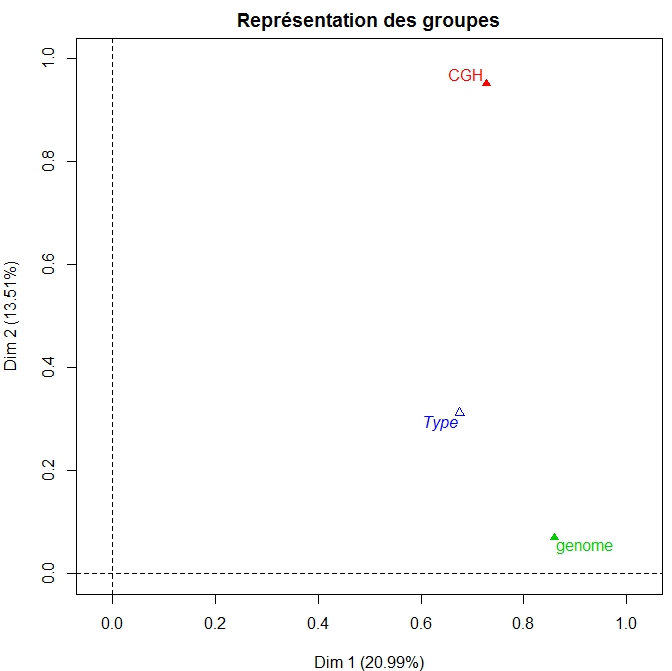 Représentation des groupes
Dim 2 (13.51%)
1.0
0.8
0.6
0.4
0.2
0.0
CGH
Type
genome
0.0 0.2 0.4 0.6 0.8 1.0
Dim 1 (20.99%)